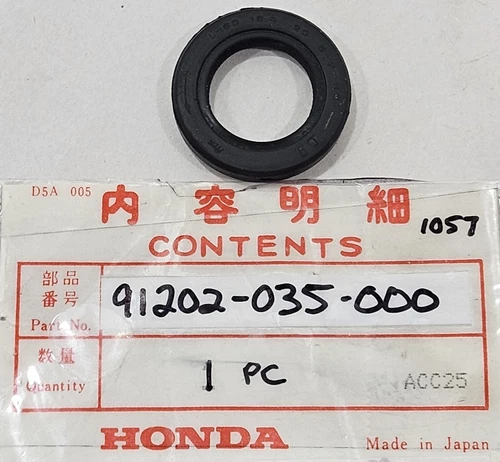 D5A 005
内容明細
1057
CONTENTS
部品
番号
Part No.
91202-035-000
数量
Quantity
1 PC
ACC25
HONDA
Made in Japan